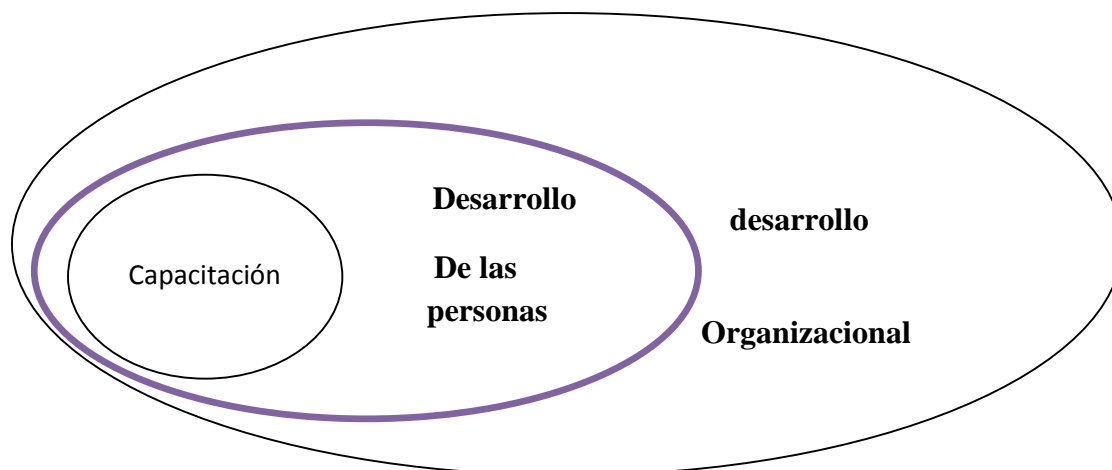 Capacitación
Desarrollo
De las
personas
desarrollo
Organizacional